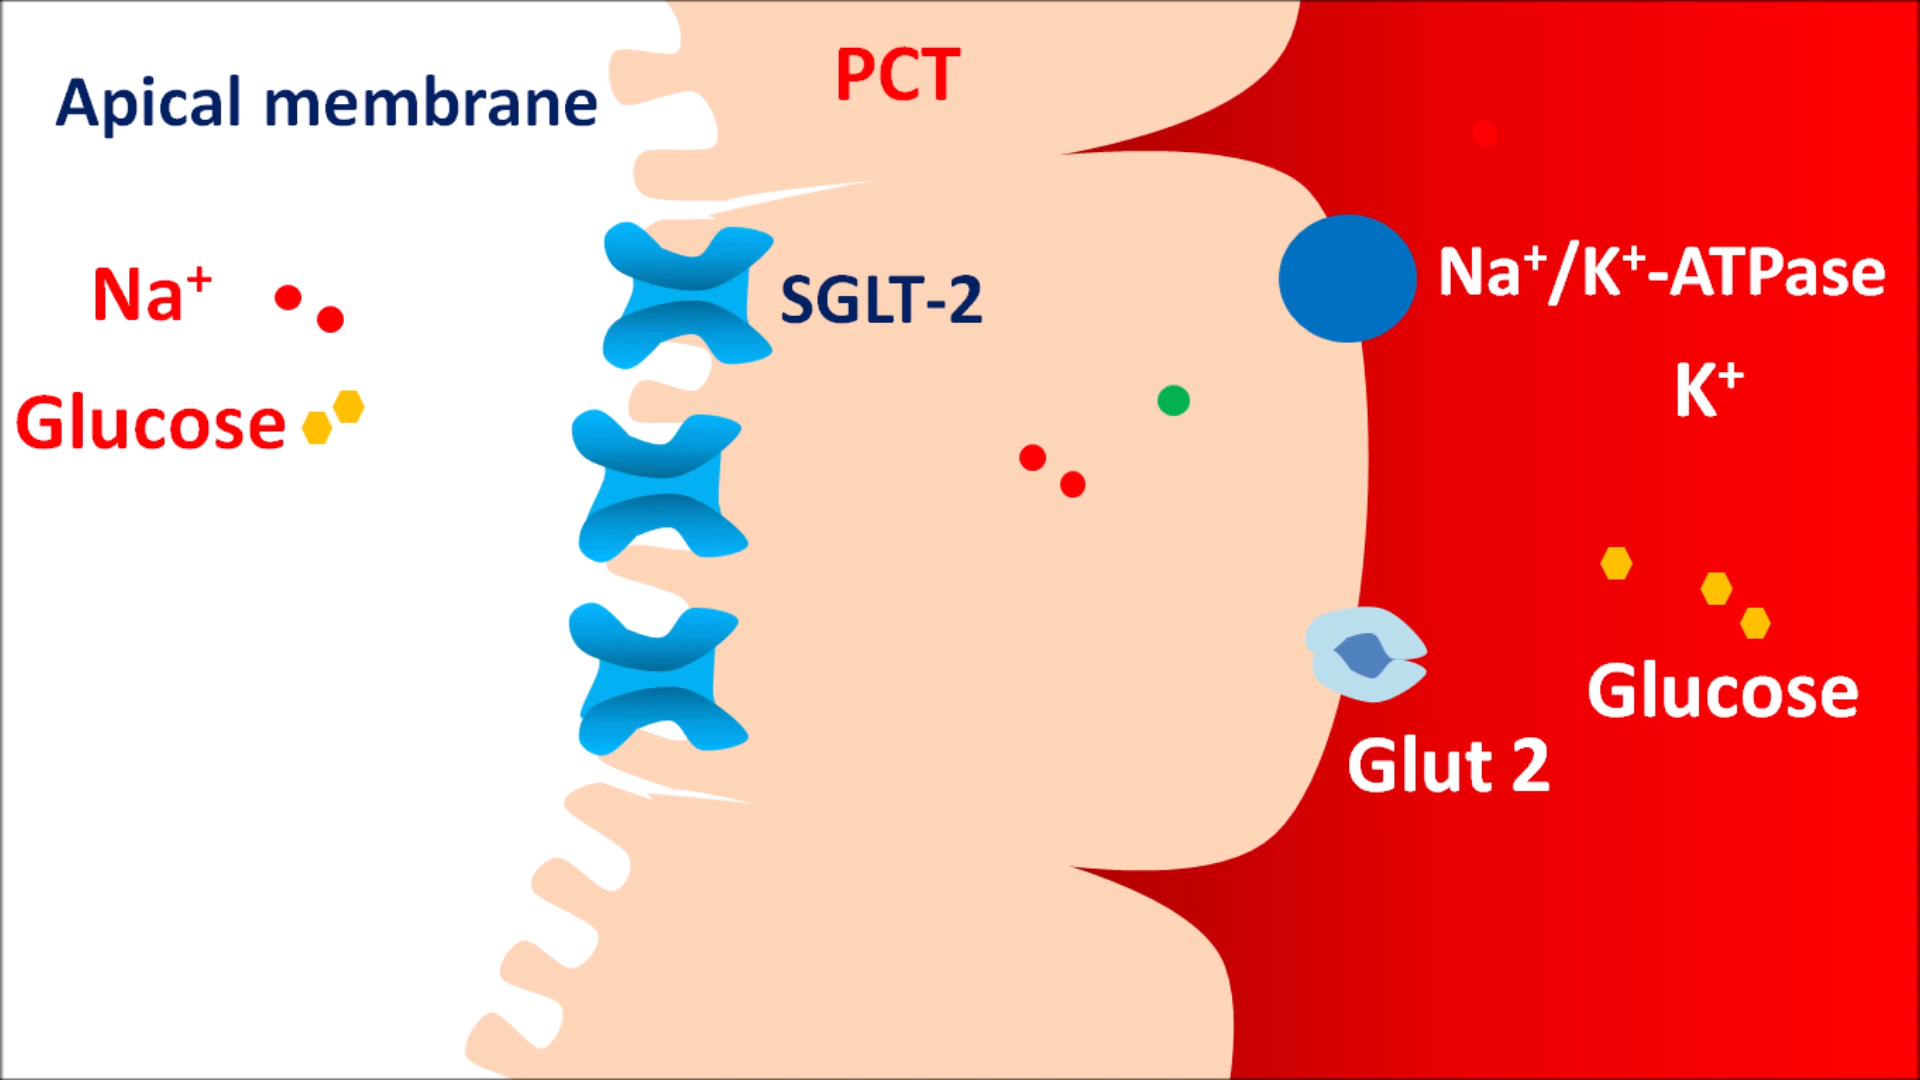 PCT
Apical membrane
Na⁺
Glucose
SGLT-2
Na⁺/K⁺-ATPase
K⁺
Glucose
Glut 2